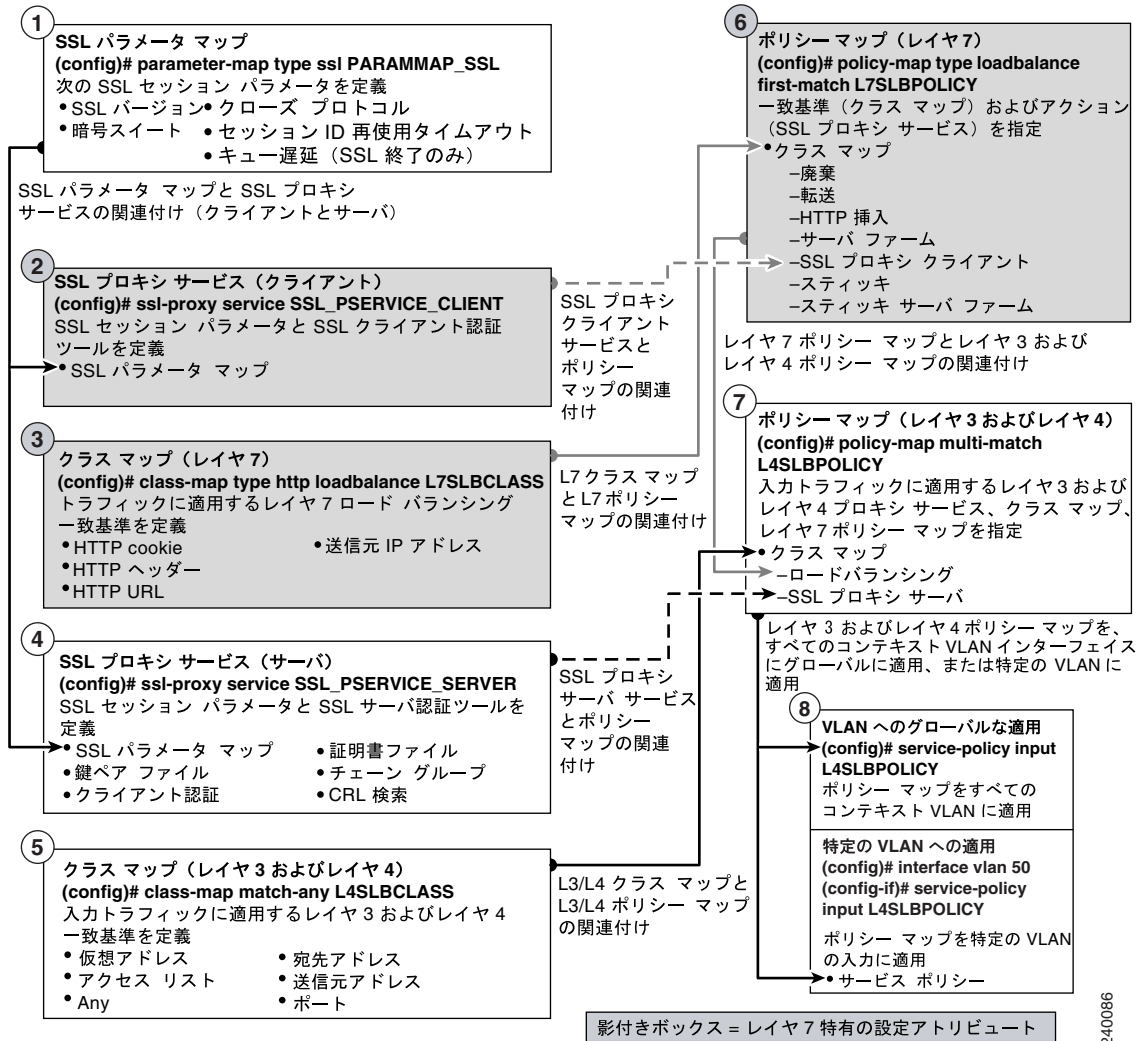 1
SSL パラメータ マップ
(config)# parameter-map type ssl PARAMMAP_SSL
次の SSL セッション パラメータを定義
•SSL バージョン• クローズ プロトコル
•暗号スイート •セッション ID 再使用タイムアウト
•キュー遅延（SSL 終了のみ）
SSL パラメータ マップと SSL プロキシ
サービスの関連付け（クライアントとサーバ）
2
SSL プロキシ サービス（クライアント）
(config)# ssl-proxy service SSL_PSERVICE_CLIENT
SSL セッション パラメータと SSL クライアント認証
ツールを定義
•SSL パラメータ マップ
SSL プロキシ
クライアント
サービスと
ポリシー
マップの関連
付け
3
クラス マップ（レイヤ 7）
(config)# class-map type http loadbalance L7SLBCLASS
トラフィックに適用するレイヤ 7 ロード バランシング
一致基準を定義
•HTTP cookie •送信元 IP アドレス
•HTTP ヘッダー
•HTTP URL
L7 クラス マップ
と L7 ポリシー
マップの関連付け
4
SSL プロキシ サービス（サーバ）
(config)# ssl-proxy service SSL_PSERVICE_SERVER
SSL セッション パラメータと SSL サーバ認証ツールを
定義
• SSL パラメータ マップ •証明書ファイル
•鍵ペア ファイル •チェーン グループ
•クライアント認証 •CRL 検索
SSL プロキシ
サーバ サービス
とポリシー
マップの関連
付け
5
クラス マップ（レイヤ 3 およびレイヤ 4）
(config)# class-map match-any L4SLBCLASS
入力トラフィックに適用するレイヤ 3 およびレイヤ 4
一致基準を定義
• 仮想アドレス • 宛先アドレス
• アクセス リスト • 送信元アドレス
• Any • ポート
L3/L4 クラス マップと
L3/L4 ポリシー マップ
の関連付け
6
ポリシー マップ（レイヤ 7）
(config)# policy-map type loadbalance
first-match L7SLBPOLICY
一致基準（クラス マップ）およびアクション
（SSL プロキシ サービス）を指定
•クラス マップ
–廃棄
–転送
–HTTP 挿入
–サーバ ファーム
–SSL プロキシ クライアント
–スティッキ
–スティッキ サーバ ファーム
レイヤ 7 ポリシー マップとレイヤ 3 および
レイヤ 4 ポリシー マップの関連付け
7
ポリシー マップ（レイヤ 3 およびレイヤ 4）
(config)# policy-map multi-match
L4SLBPOLICY
入力トラフィックに適用するレイヤ 3 および
レイヤ 4 プロキシ サービス、クラス マップ、
レイヤ 7 ポリシー マップを指定
• クラス マップ
–ロードバランシング
–SSL プロキシ サーバ
レイヤ 3 およびレイヤ 4 ポリシー マップを、
すべてのコンテキスト VLAN インターフェイス
にグローバルに適用、または特定の VLAN に
適用
8
VLAN へのグローバルな適用
(config)# service-policy input
L4SLBPOLICY
ポリシー マップをすべての
コンテキスト VLAN に適用
特定の VLAN への適用
(config)# interface vlan 50
(config-if)# service-policy
input L4SLBPOLICY
ポリシー マップを特定の VLAN
の入力に適用
• サービス ポリシー
影付きボックス = レイヤ 7 特有の設定アトリビュート
240086